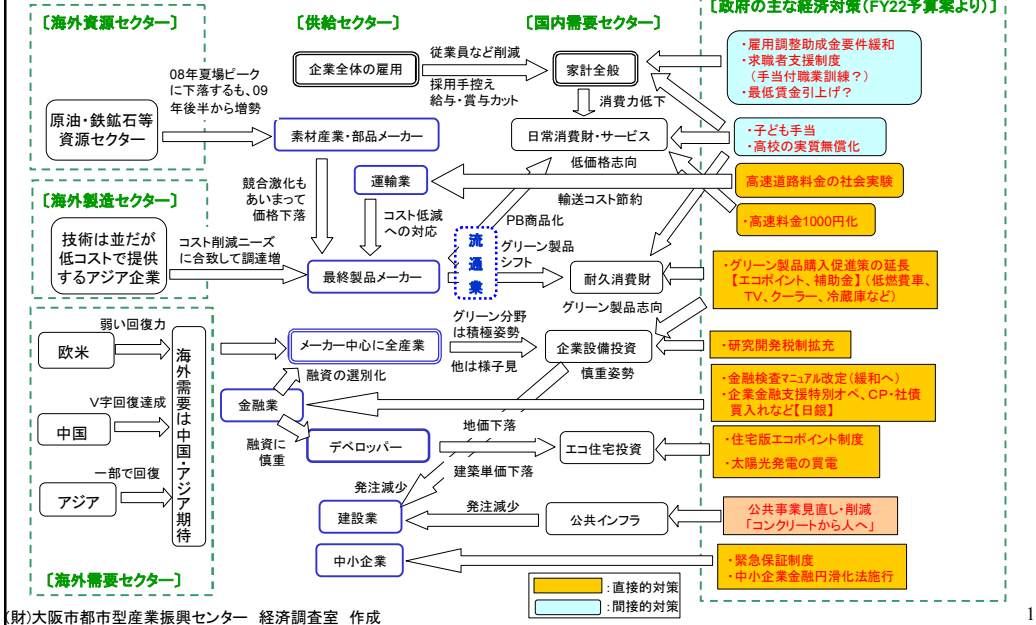 〔海外資源セクター〕
〔供給セクター〕
〔国内需要セクター〕
〔政府の主な経済対策(FY22予算案より)〕
企業全体の雇用
従業員など削減
採用手控え
給与・賞与カット
家計全般
・雇用調整助成金要件緩和
・求職者支援制度
(手当付職業訓練？)
・最低賃金引上げ？
08年夏場ピーク
に下落するも、09
年後半から増勢
消費力低下
原油・鉄鉱石等
資源セクター
素材産業・部品メーカー
日常消費財・サービス
・子ども手当
・高校の実質無償化
低価格志向
〔海外製造セクター〕
競合激化も
あいまって
価格下落
運輸業
輸送コスト節約
高速道路料金の社会実験
コスト低減
への対応
PB商品化
・高速料金1000円化
技術は並だが
低コストで提供
するアジア企業
コスト削減ニーズ
に合致して調達増
最終製品メーカー
流通業
グリーン製品
シフト
耐久消費財
グリーン製品志向
・グリーン製品購入促進策の延長
【エコポイント、補助金】(低燃費車、
TV、クーラー、冷蔵庫など)
弱い回復力
欧米
海外需要は中国・アジア期待
メーカー中心に全産業
グリーン分野
は積極姿勢
他は様子見
企業設備投資
慎重姿勢
・研究開発税制拡充
融資の選別化
金融業
・金融検査マニュアル改定(緩和へ)
・企業金融支援特別オペ、CP・社債
買入れなど【日銀】
V字回復達成
中国
融資に
慎重
デベロッパー
地価下落
建築単価下落
エコ住宅投資
・住宅版エコポイント制度
・太陽光発電の買電
一部で回復
アジア
発注減少
建設業
発注減少
公共インフラ
公共事業見直し・削減
「コンクリートから人へ」
中小企業
・緊急保証制度
・中小企業金融円滑化法施行
〔海外需要セクター〕
：直接的対策
：間接的対策
(財)大阪市都市型産業振興センター　経済調査室　作成
1